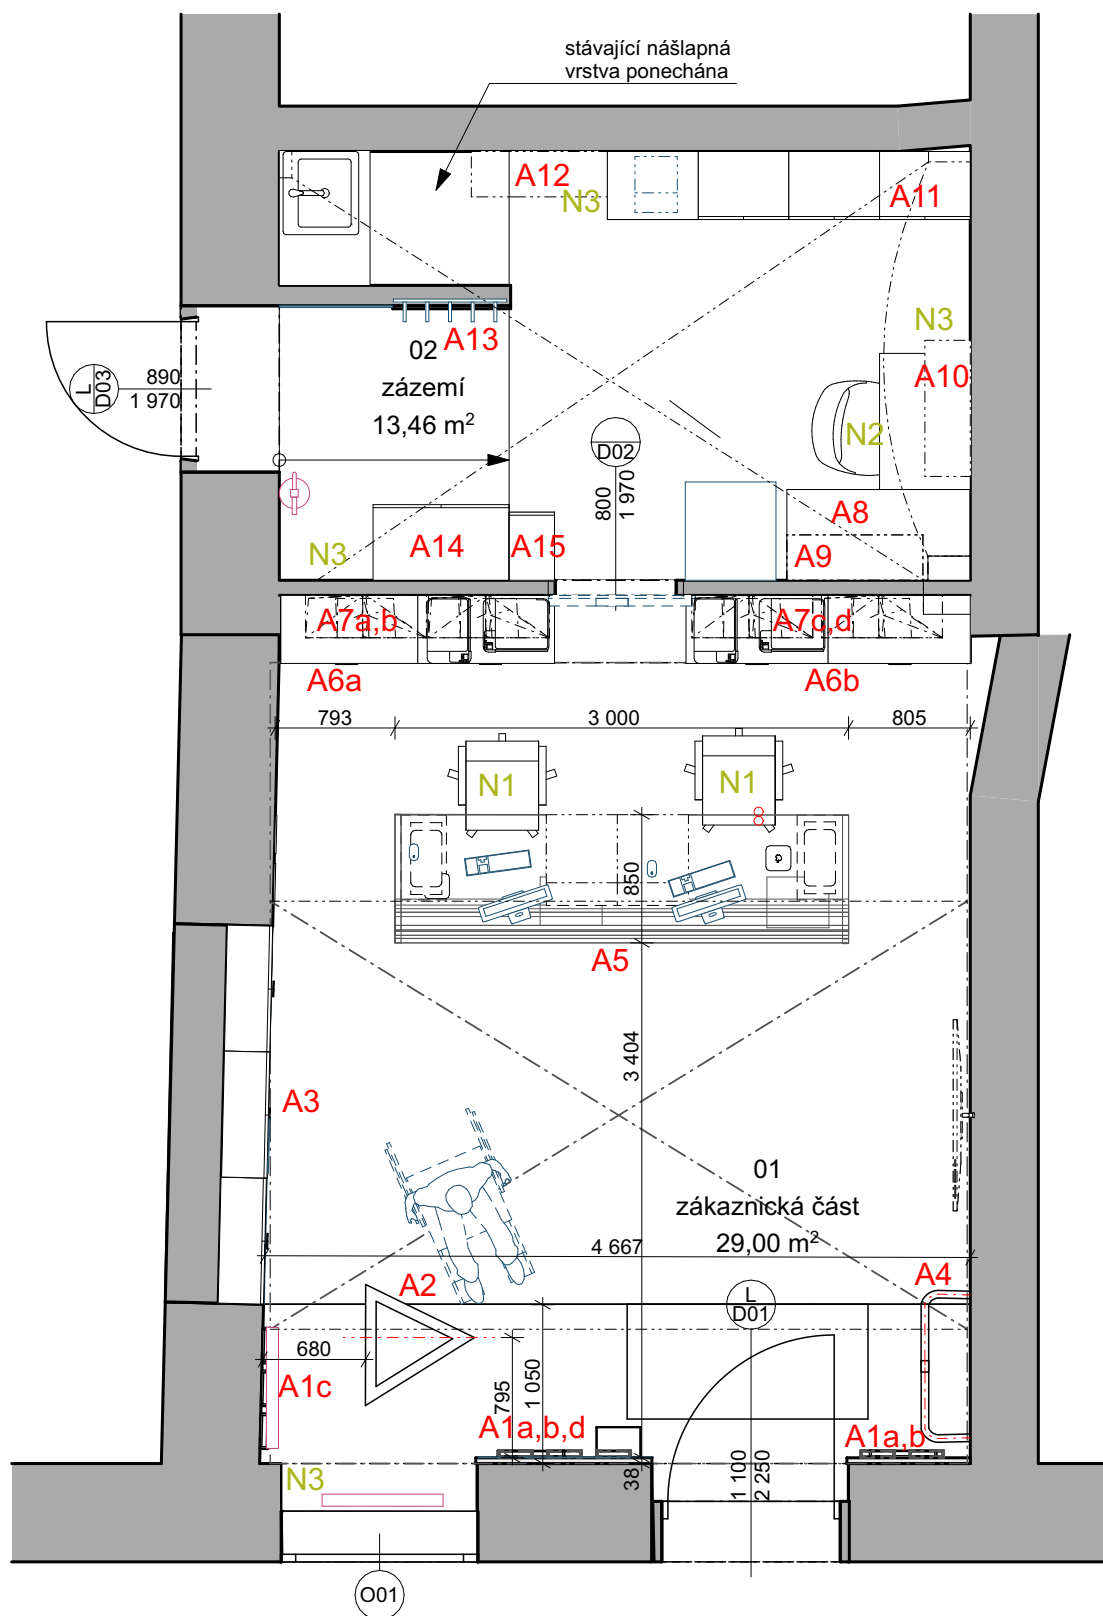 stávající nášlapná
vrstva ponechána
A12
N3
A11
A13
02
zázemí
13,46 m²
L
D03
890
1 970
N3
A10
N2
D02
800
1 970
A8
A9
N3
A14
A15
A7a,b
A7c,d
A6a
A6b
793
3 000
805
N1
N1
850
A5
3 404
A3
01
zákaznická část
29,00 m²
4 667
A2
A4
L
D01
680
A1c
795
1 050
A1a,b,d
A1a,b
38
1 100
2 250
N3
O01